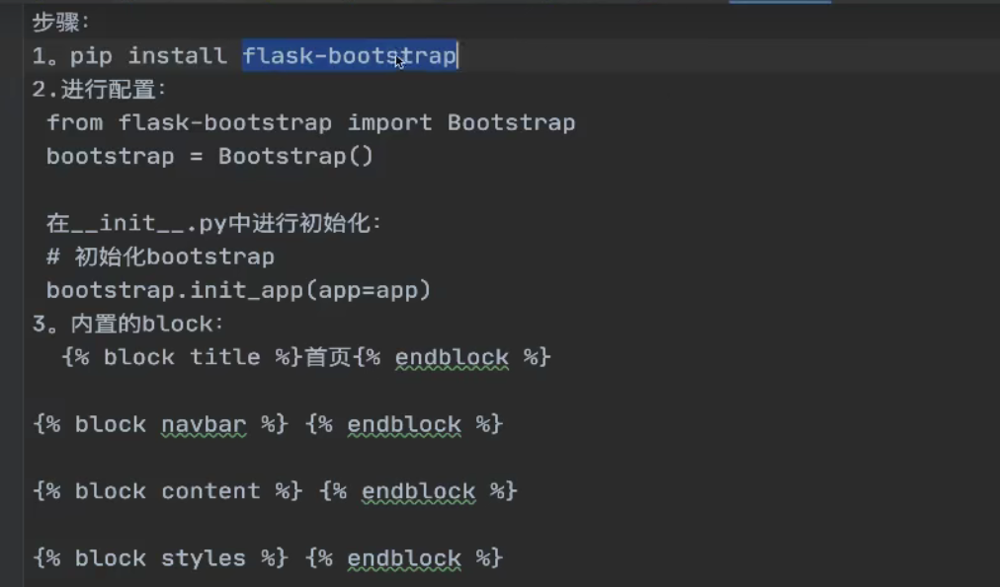 步骤：
1。pip install flask-bootstrap
2.进行配置：
from flask-bootstrap import Bootstrap
bootstrap = Bootstrap()
在__init__.py中进行初始化：
# 初始化bootstrap
bootstrap.init_app(app=app)
3。内置的block：
{% block title %}首页{% endblock %}
{% block navbar %} {% endblock %}
{% block content %} {% endblock %}
{% block styles %} {% endblock %}